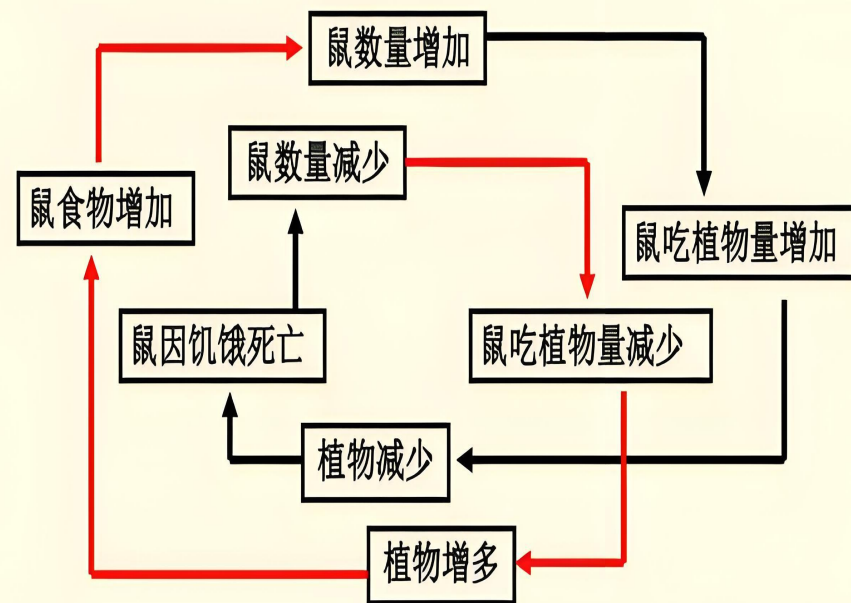 鼠数量增加
鼠数量减少
鼠食物增加
鼠吃植物量增加
鼠因饥饿死亡
鼠吃植物量减少
植物减少
植物增多